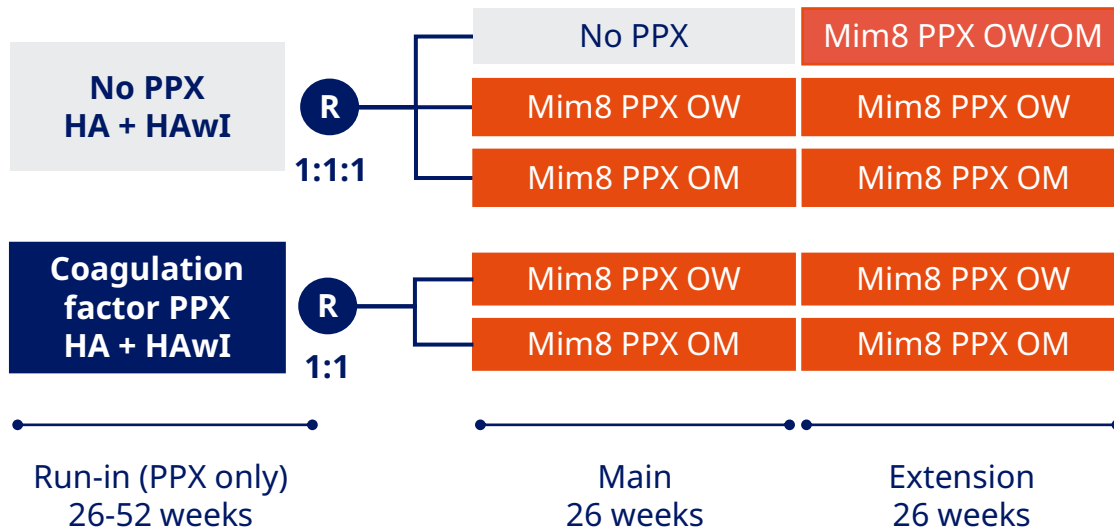 No PPX
HA + HAwI
R
1:1:1
No PPX
Mim8 PPX OW/OM
Mim8 PPX OW
Mim8 PPX OW
Mim8 PPX OM
Mim8 PPX OM
Coagulation
factor PPX
HA + HAwI
R
1:1
Mim8 PPX OW
Mim8 PPX OW
Mim8 PPX OM
Mim8 PPX OM
Run-in (PPX only)
26-52 weeks
Main
26 weeks
Extension
26 weeks